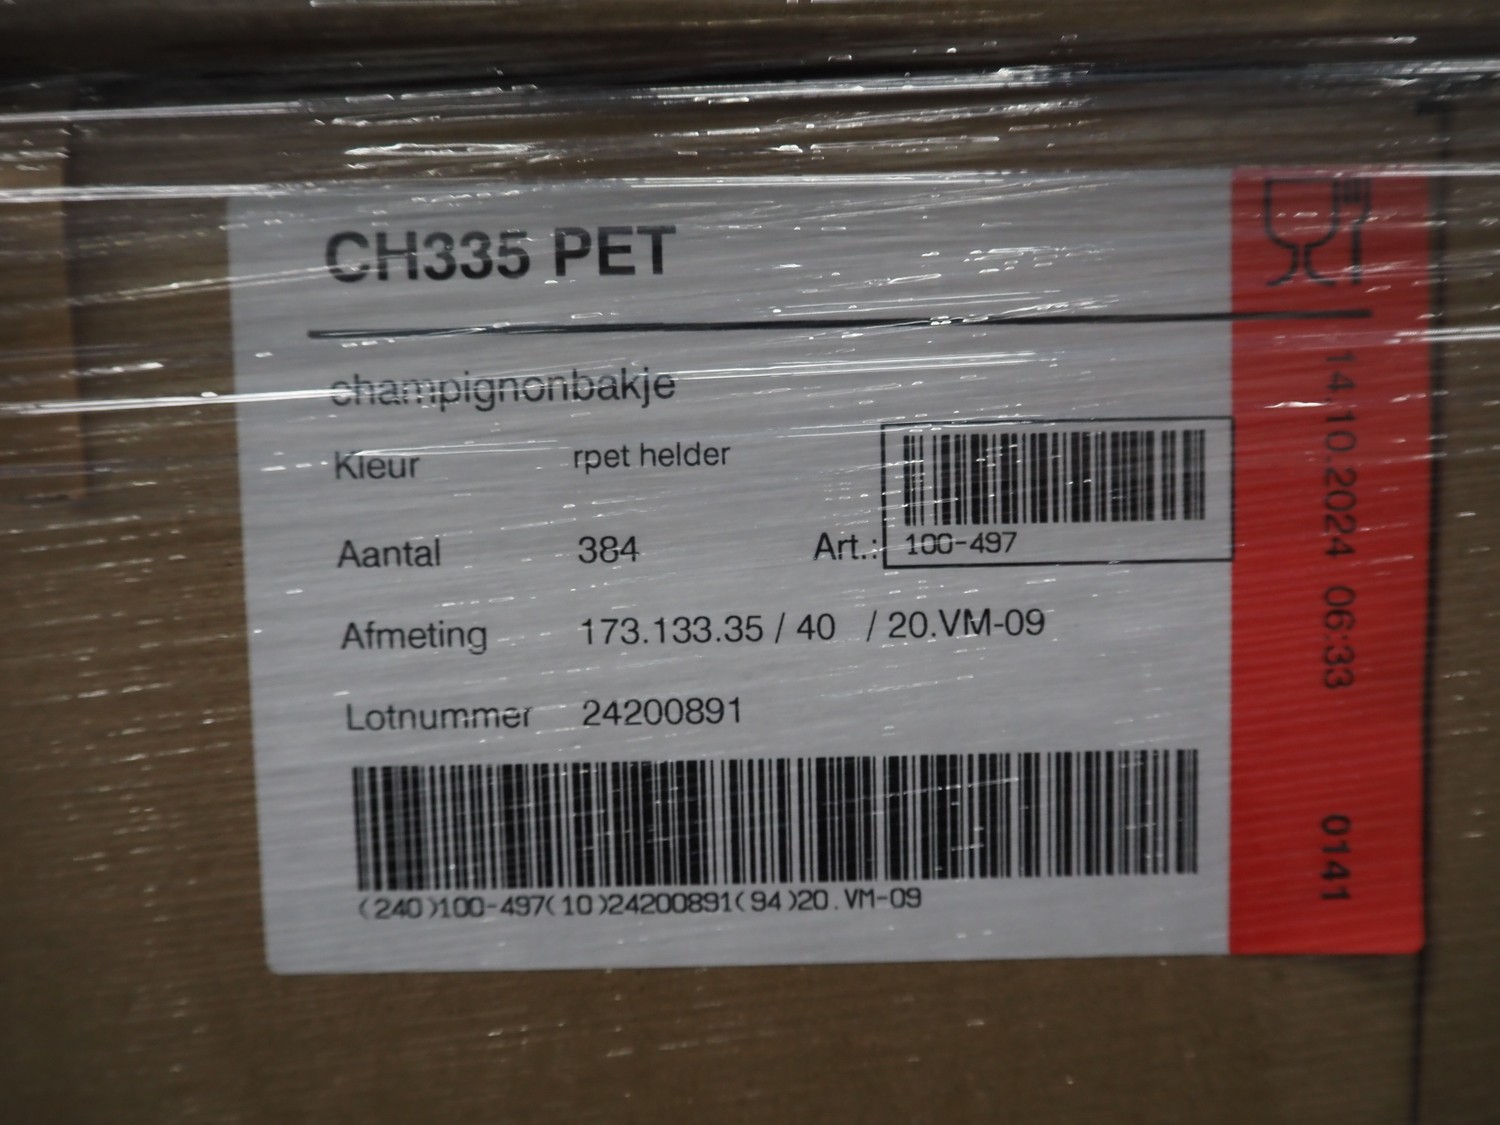 CH335 PET
champignonbakje
Kleur rpet helder
Aantal 384 Art.: 100-497
Afmeting 173.133.35 / 40 / 20.VM-09
Lotnummer 24200891
(240)100-497(10)24200891(94)20.VM-09
14.10.2024 06:33 0141